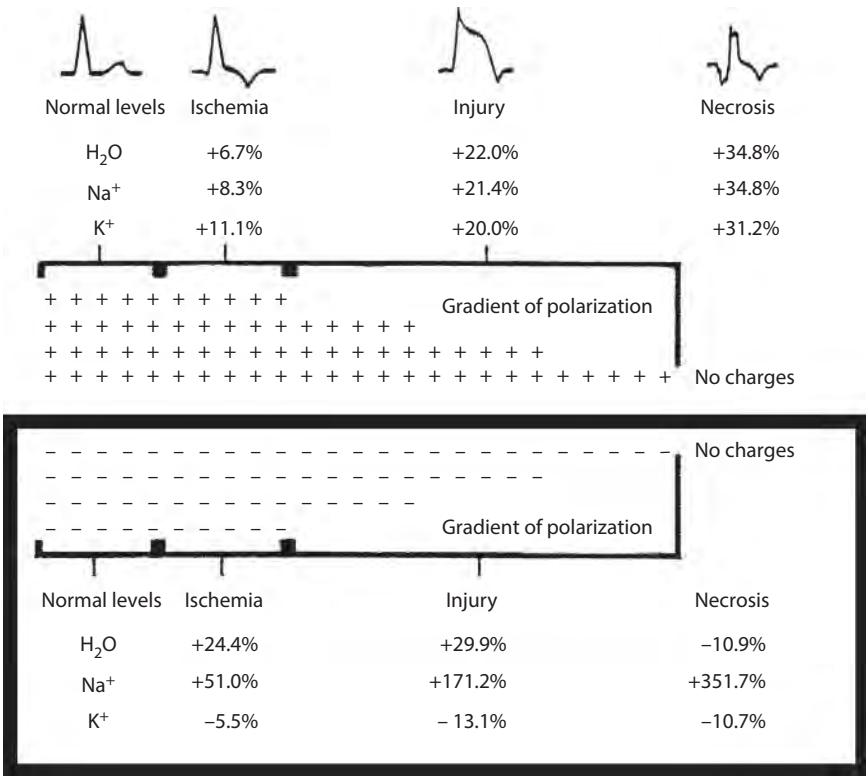 Normal levels Ischemia Injury Necrosis
H₂O +6.7% +22.0% +34.8%
Na⁺ +8.3% +21.4% +34.8%
K⁺ +11.1% +20.0% +31.2%
+ + + + + + + + + + Gradient of polarization
+ + + + + + + + + + + + + + +
+ + + + + + + + + + + + + + + + + + + +
+ + + + + + + + + + + + + + + + + + + + + + + + + No charges
– – – – – – – – – – – – – – – – – – – – – – – – – No charges
– – – – – – – – – – – – – – – – – – – –
– – – – – – – – – – – – – – –
– – – – – – – – – – Gradient of polarization
Normal levels Ischemia Injury Necrosis
H₂O +24.4% +29.9% –10.9%
Na⁺ +51.0% +171.2% +351.7%
K⁺ –5.5% – 13.1% –10.7%